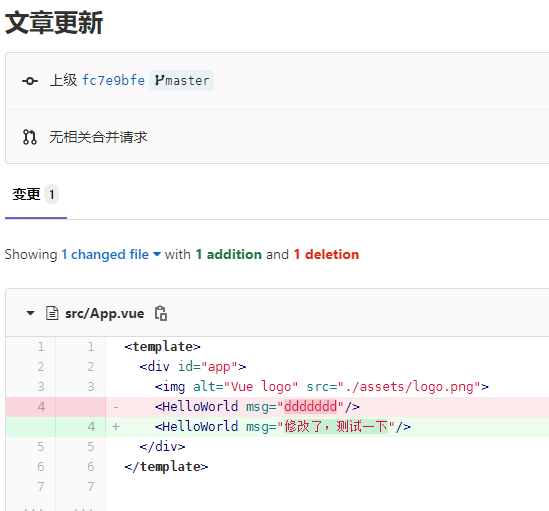 文章更新
上级 fc7e9bfe master
无相关合并请求
变更 1
Showing 1 changed file with 1 addition and 1 deletion
src/App.vue
1 1 <template>
2 2 <div id="app">
3 3 <img alt="Vue logo" src="./assets/logo.png">
4 - <HelloWorld msg="ddddddd"/>
4 + <HelloWorld msg="修改了，测试一下"/>
5 5 </div>
6 6 </template>
7 7
... ...